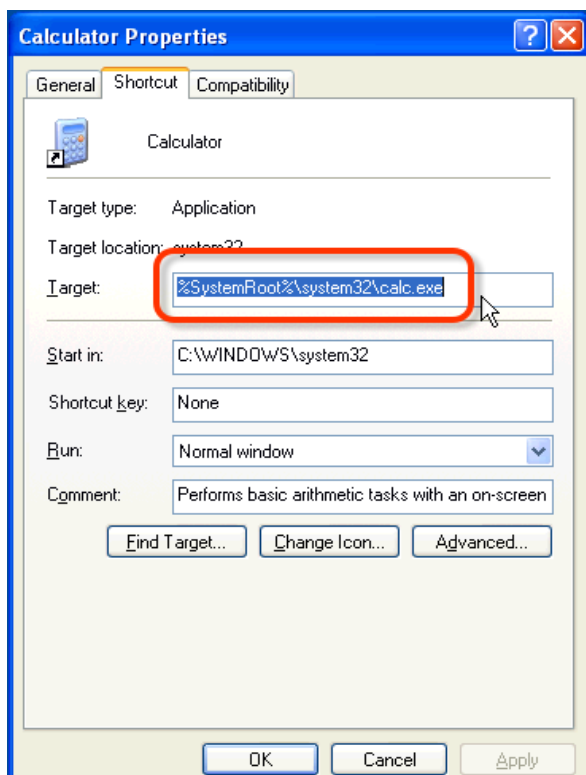 Calculator Properties
General Shortcut Compatibility
Calculator
Target type: Application
Target location: system32
Target: %SystemRoot%\system32\calc.exe
Start in: C:\WINDOWS\system32
Shortcut key: None
Run: Normal window
Comment: Performs basic arithmetic tasks with an on-screen
Find Target... Change Icon... Advanced...
OK Cancel Apply